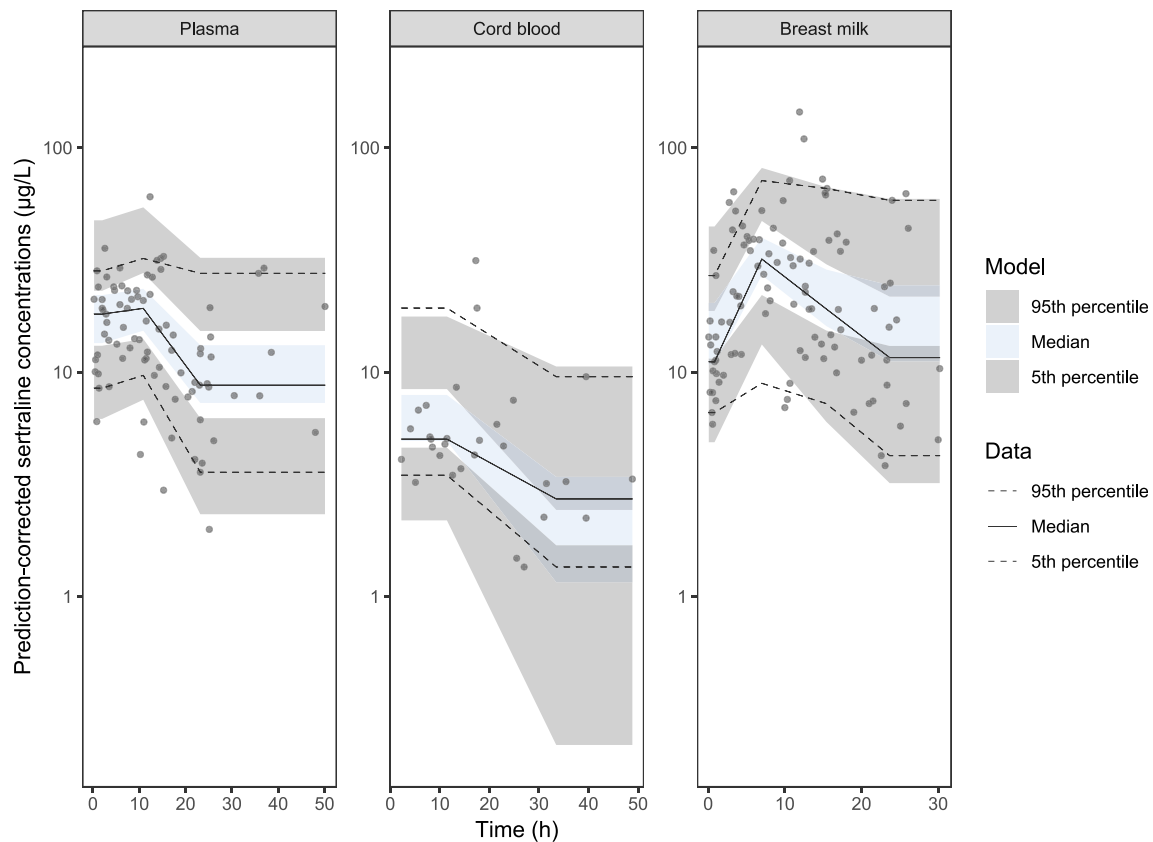 Plasma
Cord blood
Breast milk
Prediction-corrected sertraline concentrations (µg/L)
100
10
1
100
10
1
100
10
1
0 10 20 30 40 50
0 10 20 30 40 50
0 10 20 30
Time (h)
Model
95th percentile
Median
5th percentile
Data
95th percentile
Median
5th percentile